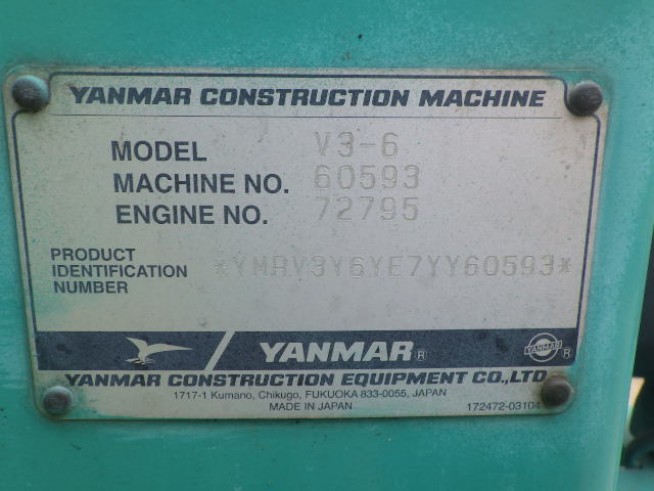 YANMAR CONSTRUCTION MACHINE
MODEL V3-6
MACHINE NO. 60593
ENGINE NO. 72795
PRODUCT
IDENTIFICATION *YMRV3Y6YE7YY60593*
NUMBER
YANMAR® YANMAR ®
YANMAR CONSTRUCTION EQUIPMENT CO.,LTD
1717-1 Kumano, Chikugo, FUKUOKA 833-0055, JAPAN
MADE IN JAPAN 172472-03104